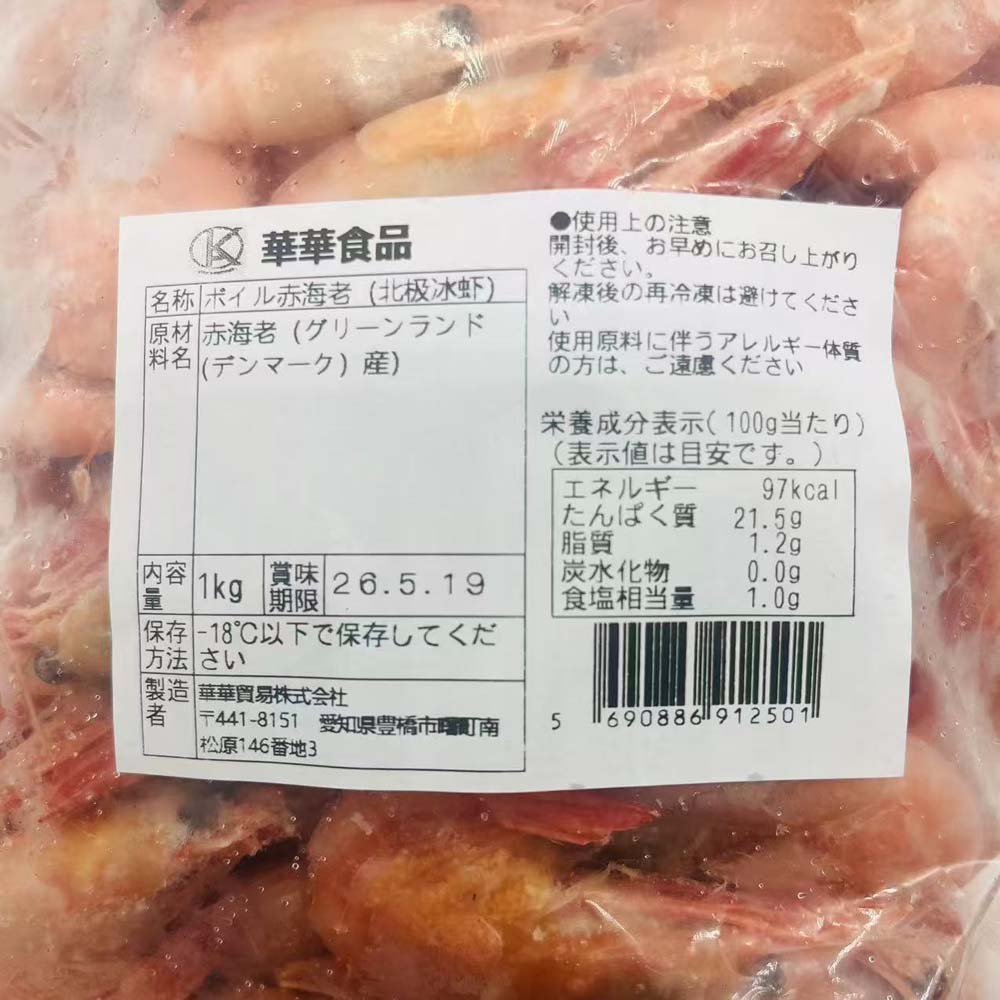 華華食品
名称 ボイル赤海老 (北极冰虾)
原材料名 赤海老 (グリーンランド
(デンマーク) 産)
内容量 1kg 賞味期限 26.5.19
保存方法 -18℃以下で保存してくだ
さい
製造者 華華貿易株式会社
〒441-8151 愛知県豊橋市曙町南
松原146番地3
●使用上の注意
開封後、お早めにお召し上がり
ください。
解凍後の再冷凍は避けてくださ
い
使用原料に伴うアレルギー体質
の方は、ご遠慮ください
栄養成分表示(100g当たり)
(表示値は目安です。)
エネルギー 97kcal
たんぱく質 21.5g
脂質 1.2g
炭水化物 0.0g
食塩相当量 1.0g
5 690886 912501